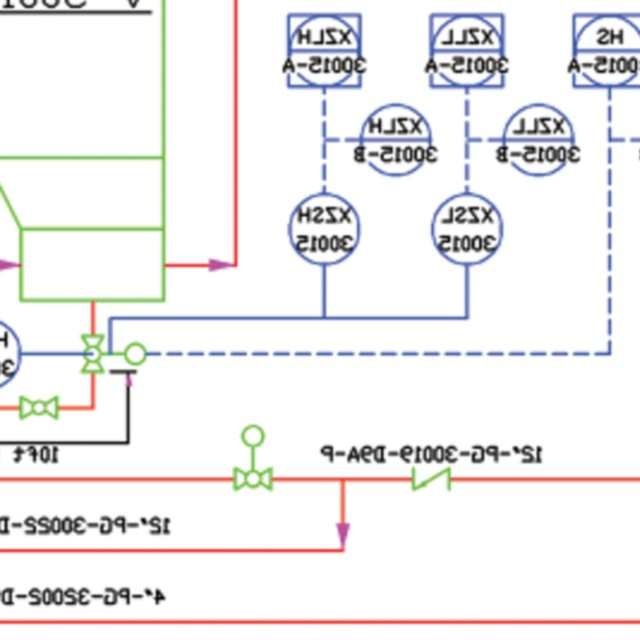 XZLH
30015-A
XZLL
30015-A
HS
XZLH
30015-B
XZLL
30015-B
XZSH
30015
XZSL
30015
10ft
12"-PG-30019-D9A-P
12"-PG-30022-D
4"-PG-32002-D